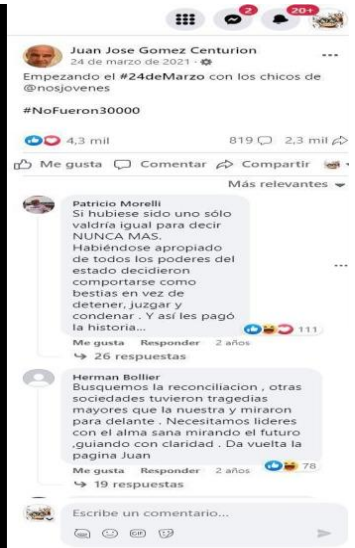 2
20+
Juan Jose Gomez Centurion
24 de marzo de 2021 ·
Empezando el #24deMarzo con los chicos de
@nosjovenes
#NoFueron30000
4,3 mil 819 2,3 mil
Me gusta Comentar Compartir
Más relevantes
Patricio Morelli
Si hubiese sido uno sólo
valdría igual para decir
NUNCA MAS.
Habiéndose apropiado
de todos los poderes del
estado decidieron
comportarse como
bestias en vez de
detener, juzgar y
condenar . Y así les pagó
la historia...
111
Me gusta Responder 2 años
26 respuestas
Herman Bollier
Busquemos la reconciliacion , otras
sociedades tuvieron tragedias
mayores que la nuestra y miraron
para delante . Necesitamos lideres
con el alma sana mirando el futuro
,guiando con claridad . Da vuelta la
pagina Juan
Me gusta Responder 2 años 78
19 respuestas
Escribe un comentario...
GIF